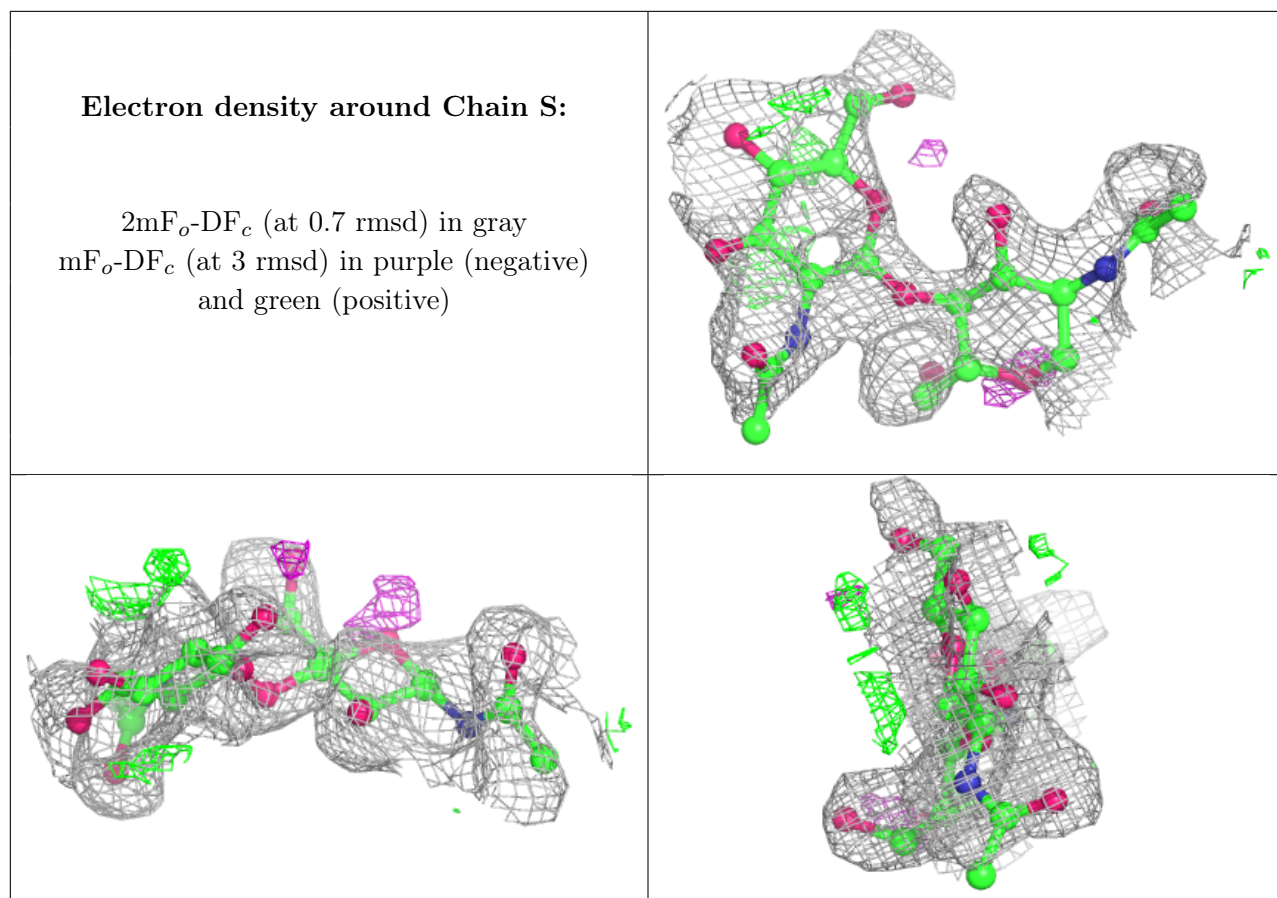 Electron density around Chain S:
2mFo-DFc (at 0.7 rmsd) in gray
mFo-DFc (at 3 rmsd) in purple (negative)
and green (positive)